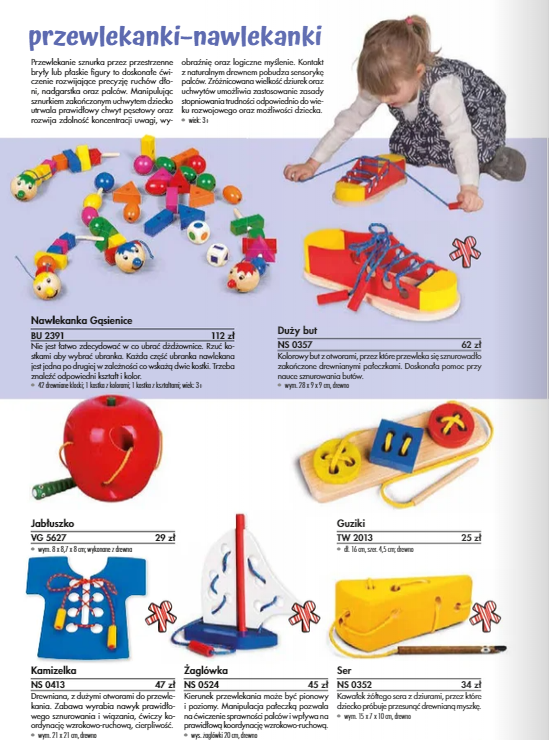 przewlekanki-nawlekanki
Przewlekanie sznurka przez przestrzenne
bryły lub płaskie figury to doskonałe ćwi-
czenie rozwijające precyzję ruchów dło-
ni, nadgarstka oraz palców. Manipulując
sznurkiem zakończonym uchwytem dziecko
utrwala prawidłowy chwyt pęsetowy oraz
rozwija zdolność koncentracji uwagi, wy-
obraźnię oraz logiczne myślenie. Kontakt
z naturalnym drewnem pobudza sensorykę
palców. Zróżnicowana wielkość dziurek oraz
uchwytów umożliwia zastosowanie zasady
stopniowania trudności odpowiednio do wie-
ku rozwojowego oraz możliwości dziecka.
• wiek: 3+
Nawlekanka Gąsienice
BU 2391 112 zł
Nie jest łatwo zdecydować w co ubrać dżdżownice. Rzuć ko-
stkami aby wybrać ubranka. Każda część ubranka nawlekana
jest jedna po drugiej w zależności co wskażą dwie kostki. Trzeba
znaleźć odpowiedni kształt i kolor.
• 42 drewniane klocki; 1 kostka z kolorami; 1 kostka z kształtami; wiek: 3+
Duży but
NS 0357 62 zł
Kolorowy but z otworami, przez które przewleka się sznurowadło
zakończone drewnianymi pałeczkami. Doskonała pomoc przy
nauce sznurowania butów.
• wym. 28 x 9 x 9 cm, drewno
Jabłuszko
VG 5627 29 zł
• wym. 8 x 8,7 x 8 cm; wykonane z drewna
Guziki
TW 2013 25 zł
• dł. 16 cm, szer. 4,5 cm; drewno
Kamizelka
NS 0413 47 zł
Drewniana, z dużymi otworami do przewle-
kania. Zabawa wyrabia nawyk prawidło-
wego sznurowania i wiązania, ćwiczy ko-
ordynację wzrokowo-ruchową, cierpliwość.
• wym. 21 x 21 cm, drewno
Żaglówka
NS 0524 45 zł
Kierunek przewlekania może być pionowy
i poziomy. Manipulacja pałeczką pozwala
na ćwiczenie sprawności palców i wpływa na
prawidłową koordynację wzrokowo-ruchową.
• wys. żaglówki 20 cm, drewno
Ser
NS 0352 34 zł
Kawałek żółtego sera z dziurami, przez które
dziecko próbuje przesunąć drewnianą myszkę.
• wym. 15 x 7 x 10 cm, drewno